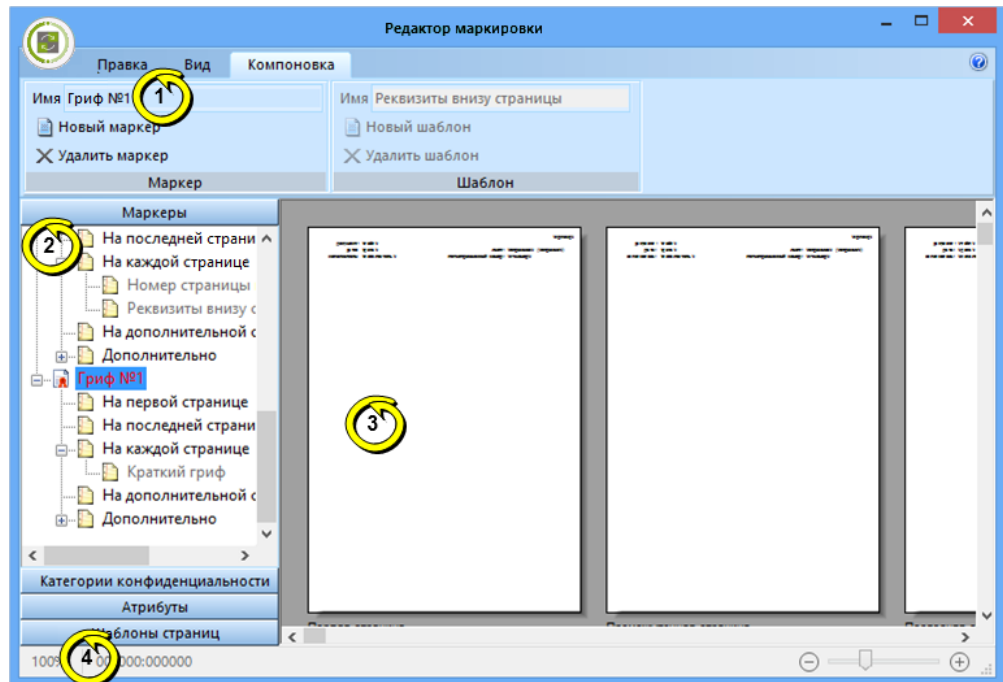 Редактор маркировки
Правка Вид Компоновка
Имя Гриф №1 1 Имя Реквизиты внизу страницы
Новый маркер Новый шаблон
Удалить маркер Удалить шаблон
Маркер Шаблон
Маркеры
2 На последней страни
На каждой странице
Номер страницы
Реквизиты внизу с
На дополнительной с
Дополнительно
Гриф №1
На первой странице
На последней страни
На каждой странице
Краткий гриф
На дополнительной с
Дополнительно
3
Категории конфиденциальности
Атрибуты
Шаблоны страниц
4